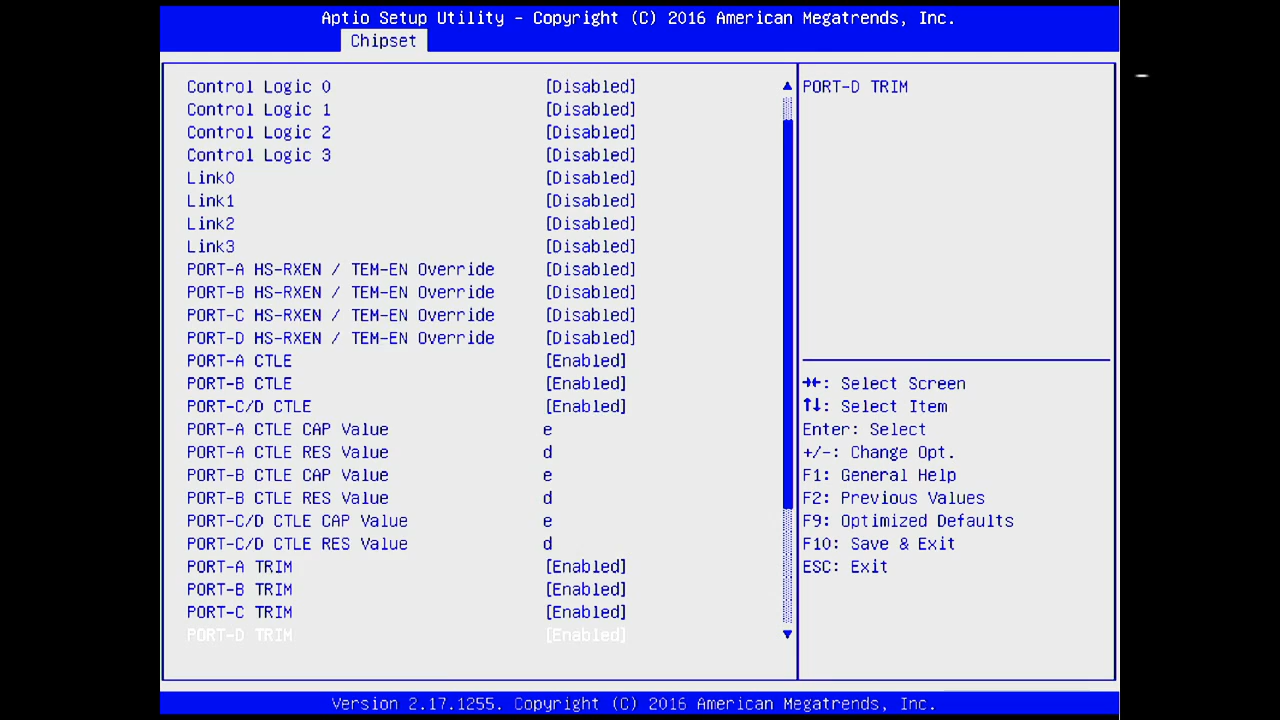 Aptio Setup Utility – Copyright (C) 2016 American Megatrends, Inc.
Chipset
Control Logic 0 [Disabled]
Control Logic 1 [Disabled]
Control Logic 2 [Disabled]
Control Logic 3 [Disabled]
Link0 [Disabled]
Link1 [Disabled]
Link2 [Disabled]
Link3 [Disabled]
PORT-A HS-RXEN / TEM-EN Override [Disabled]
PORT-B HS-RXEN / TEM-EN Override [Disabled]
PORT-C HS-RXEN / TEM-EN Override [Disabled]
PORT-D HS-RXEN / TEM-EN Override [Disabled]
PORT-A CTLE [Enabled]
PORT-B CTLE [Enabled]
PORT-C/D CTLE [Enabled]
PORT-A CTLE CAP Value e
PORT-A CTLE RES Value d
PORT-B CTLE CAP Value e
PORT-B CTLE RES Value d
PORT-C/D CTLE CAP Value e
PORT-C/D CTLE RES Value d
PORT-A TRIM [Enabled]
PORT-B TRIM [Enabled]
PORT-C TRIM [Enabled]
PORT-D TRIM [Enabled]
PORT-D TRIM
→←: Select Screen
↑↓: Select Item
Enter: Select
+/-: Change Opt.
F1: General Help
F2: Previous Values
F9: Optimized Defaults
F10: Save & Exit
ESC: Exit
Version 2.17.1255. Copyright (C) 2016 American Megatrends, Inc.